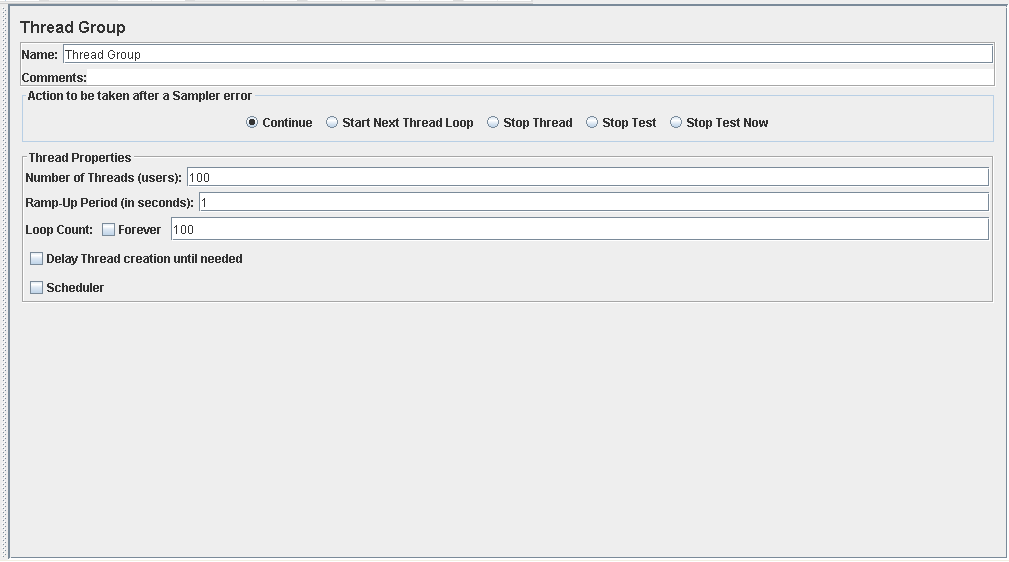 Thread Group
Name: Thread Group
Comments:
Action to be taken after a Sampler error
Continue Start Next Thread Loop Stop Thread Stop Test Stop Test Now
Thread Properties
Number of Threads (users): 100
Ramp-Up Period (in seconds): 1
Loop Count: Forever 100
Delay Thread creation until needed
Scheduler